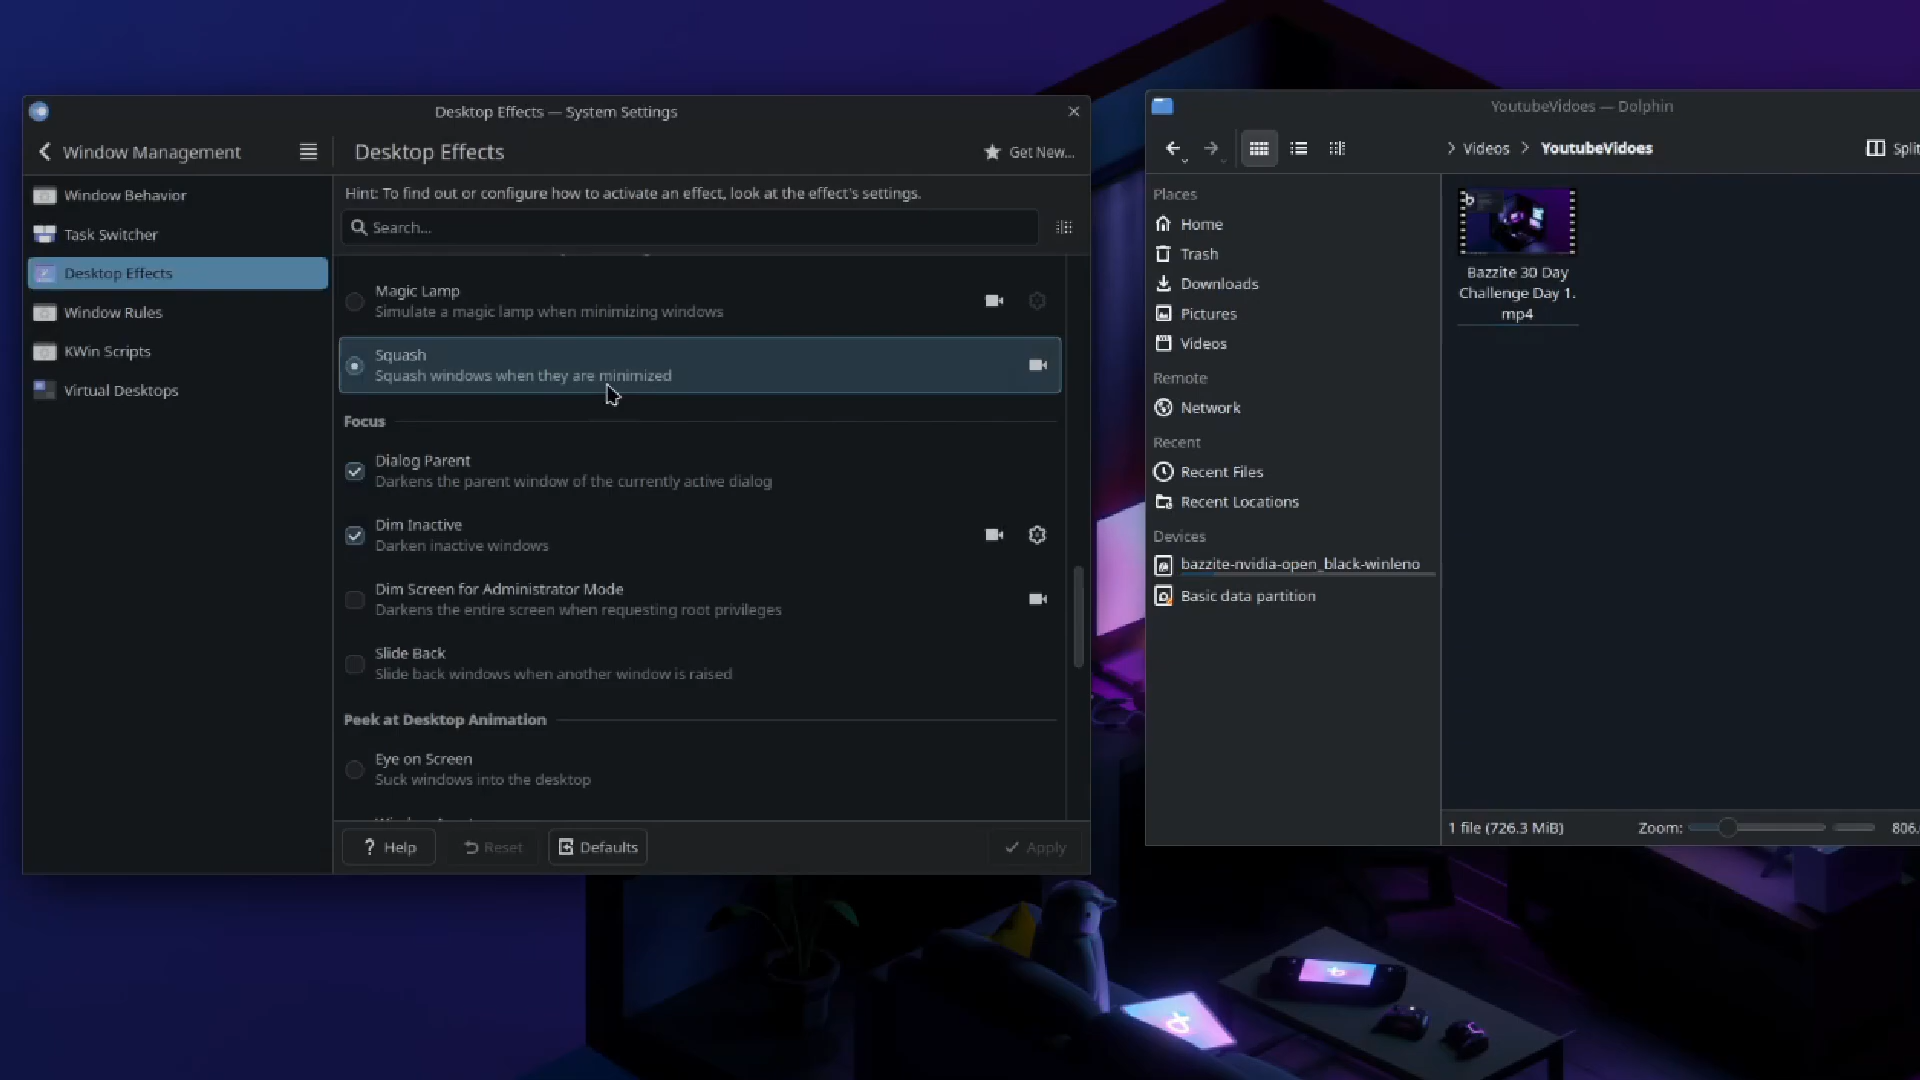 Desktop Effects — System Settings
Window Management
Desktop Effects
Get New...
Window Behavior
Task Switcher
Desktop Effects
Window Rules
KWin Scripts
Virtual Desktops
Hint: To find out or configure how to activate an effect, look at the effect's settings.
Search...
Magic Lamp
Simulate a magic lamp when minimizing windows
Squash
Squash windows when they are minimized
Focus
Dialog Parent
Darkens the parent window of the currently active dialog
Dim Inactive
Darken inactive windows
Dim Screen for Administrator Mode
Darkens the entire screen when requesting root privileges
Slide Back
Slide back windows when another window is raised
Peek at Desktop Animation
Eye on Screen
Suck windows into the desktop
Help
Reset
Defaults
Apply
YoutubeVidoes — Dolphin
Videos
YoutubeVidoes
Split
Places
Home
Trash
Downloads
Pictures
Videos
Remote
Network
Recent
Recent Files
Recent Locations
Devices
bazzite-nvidia-open_black-winleno
Basic data partition
Bazzite 30 Day
Challenge Day 1.
mp4
1 file (726.3 MiB)
Zoom:
806.